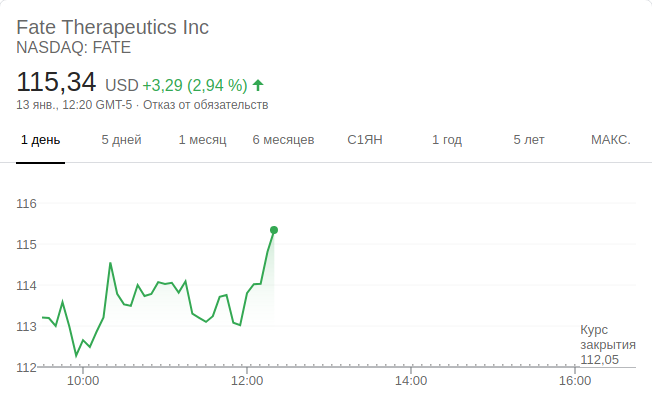 Fate Therapeutics Inc
NASDAQ: FATE
115,34 USD +3,29 (2,94 %)
13 янв., 12:20 GMT-5 · Отказ от обязательств
1 день 5 дней 1 месяц 6 месяцев С1ЯН 1 год 5 лет МАКС.
116
115
114
113
Курс
закрытия
112,05
112
10:00 12:00 14:00 16:00